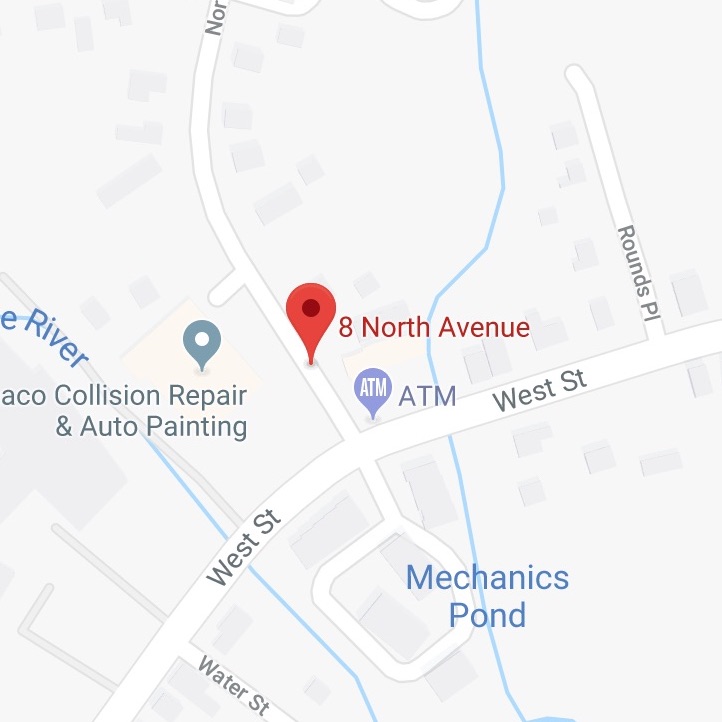 Nor
Rounds Pl
8 North Avenue
e River
aco Collision Repair
& Auto Painting
ATM
ATM
West St
West St
Mechanics
Pond
Water St